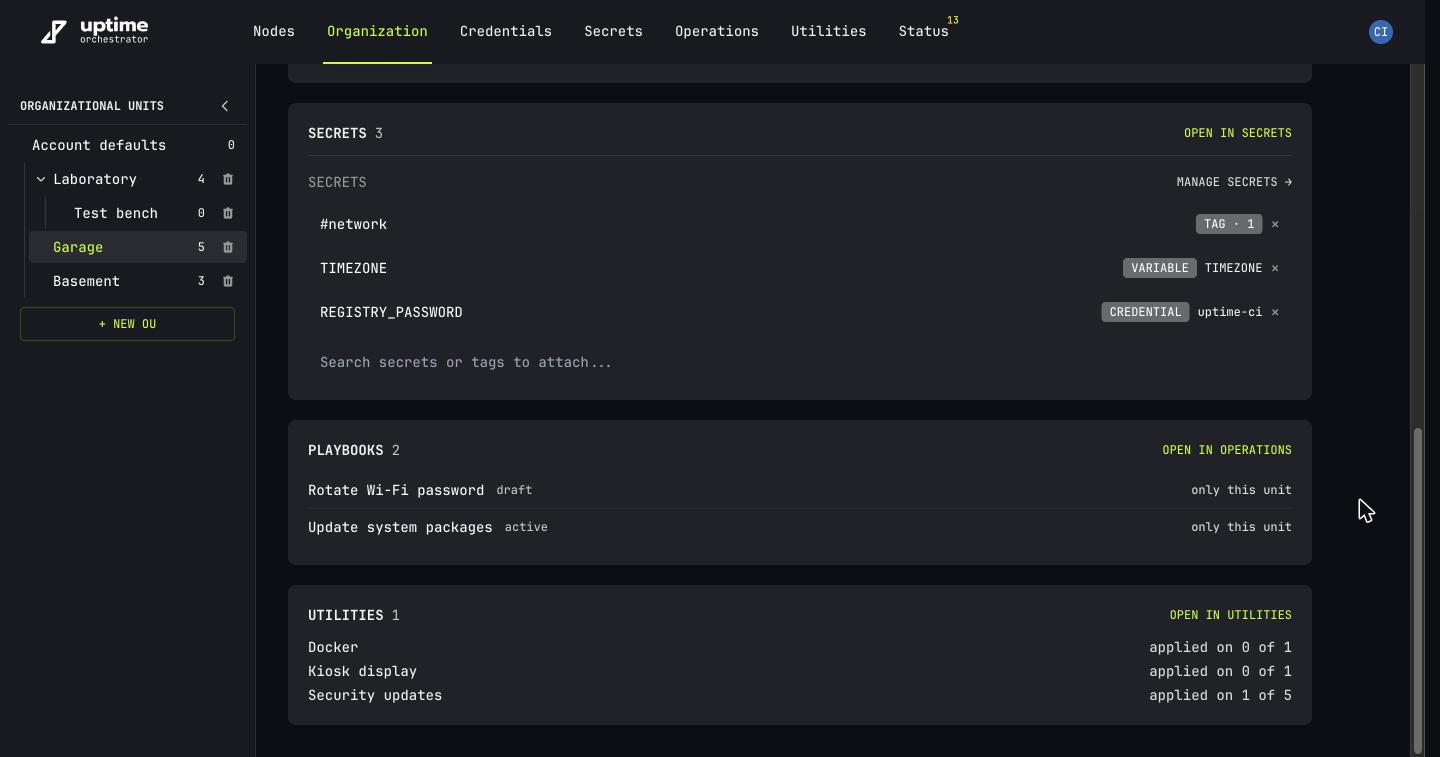 uptime
orchestrator
Nodes
Organization
Credentials
Secrets
Operations
Utilities
Status
13
CI
ORGANIZATIONAL UNITS
Account defaults 0
Laboratory 4
Test bench 0
Garage 5
Basement 3
+ NEW OU
SECRETS 3
OPEN IN SECRETS
SECRETS
MANAGE SECRETS →
#network
TAG · 1 ×
TIMEZONE
VARIABLE TIMEZONE ×
REGISTRY_PASSWORD
CREDENTIAL uptime-ci ×
Search secrets or tags to attach...
PLAYBOOKS 2
OPEN IN OPERATIONS
Rotate Wi-Fi password draft
only this unit
Update system packages active
only this unit
UTILITIES 1
OPEN IN UTILITIES
Docker
applied on 0 of 1
Kiosk display
applied on 0 of 1
Security updates
applied on 1 of 5